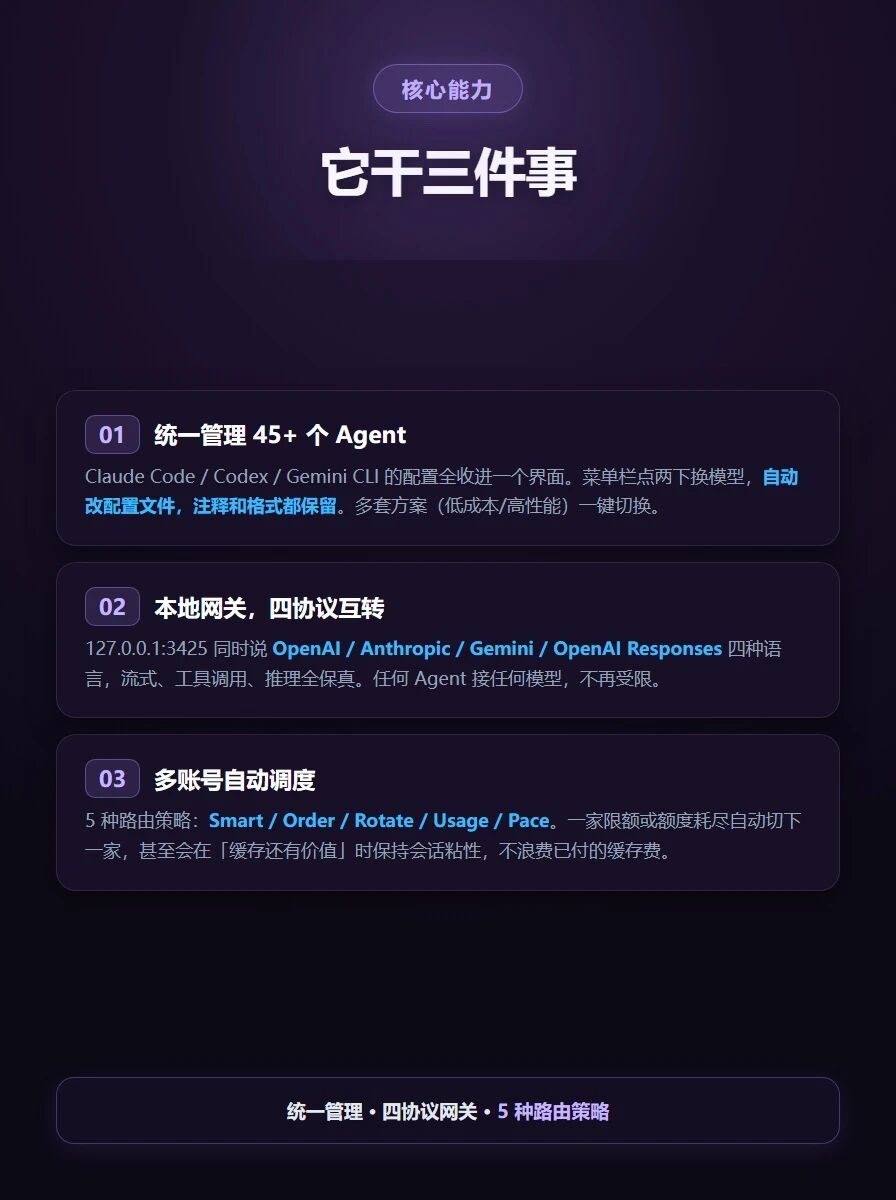 核心能力
它干三件事
01 统一管理 45+ 个 Agent
Claude Code / Codex / Gemini CLI 的配置全收进一个界面。菜单栏点两下换模型，自动
改配置文件，注释和格式都保留。多套方案（低成本/高性能）一键切换。
02 本地网关，四协议互转
127.0.0.1:3425 同时说 OpenAI / Anthropic / Gemini / OpenAI Responses 四种语
言，流式、工具调用、推理全保真。任何 Agent 接任何模型，不再受限。
03 多账号自动调度
5 种路由策略：Smart / Order / Rotate / Usage / Pace。一家限额或额度耗尽自动切下
一家，甚至会在「缓存还有价值」时保持会话粘性，不浪费已付的缓存费。
统一管理 • 四协议网关 • 5 种路由策略